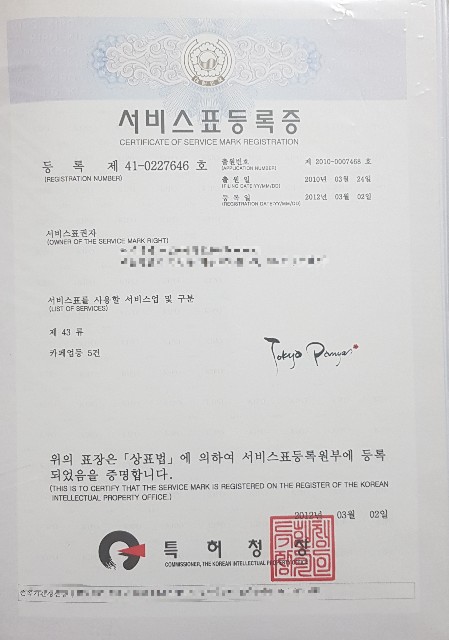 서비스표등록증
CERTIFICATE OF SERVICE MARK REGISTRATION
등 록 제 41-0227646 호
(REGISTRATION NUMBER)
출원번호 제 2010-0007468 호
(APPLICATION NUMBER)
출원일 2010년 03월 24일
(FILING DATE:YY/MM/DD)
등록일 2012년 03월 02일
(REGISTRATION DATE:YY/MM/DD)
서비스표권자
(OWNER OF THE SERVICE MARK RIGHT)
서비스표를 사용할 서비스업 및 구분
(LIST OF SERVICES)
제 43 류
카페업등 5건
Tokyo Panya
위의 표장은「상표법」에 의하여 서비스표등록원부에 등록
되었음을 증명합니다.
(THIS IS TO CERTIFY THAT THE SERVICE MARK IS REGISTERED ON THE REGISTER OF THE KOREAN
INTELLECTUAL PROPERTY OFFICE.)
2012년 03월 02일
특허청장
COMMISSIONER, THE KOREAN INTELLECTUAL PROPERTY